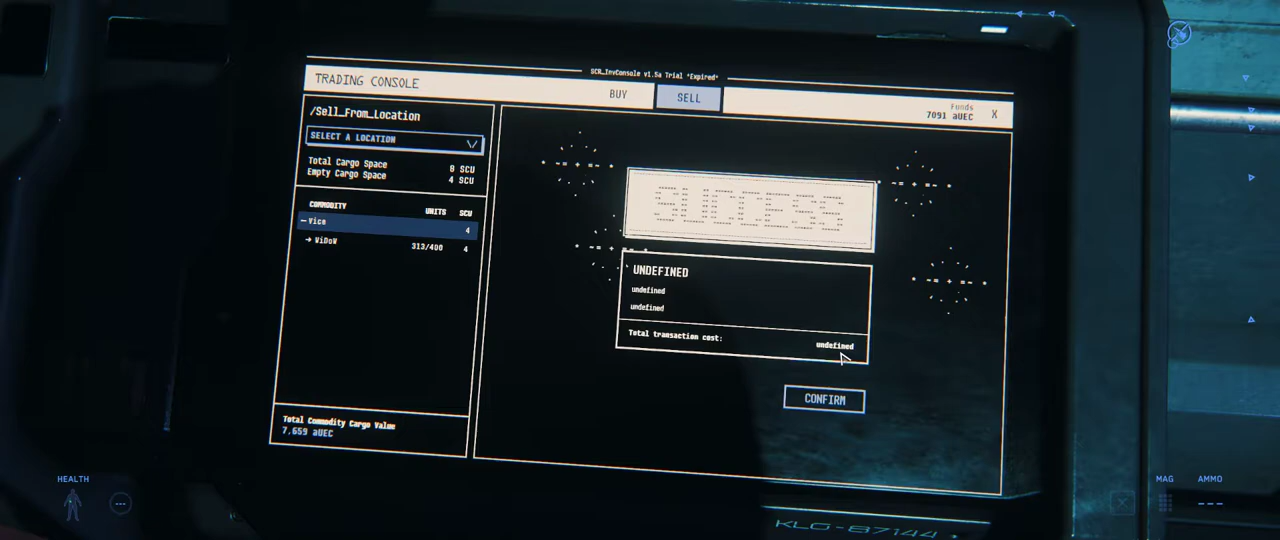 SCR_InvConsole v1.5a Trial *Expired*
TRADING CONSOLE
BUY
SELL
Funds
7091 aUEC
X
/Sell_From_Location
SELECT A LOCATION
Total Cargo Space 8 SCU
Empty Cargo Space 4 SCU
COMMODITY UNITS SCU
Vice 4
WiDoW 313/400 4
Total Commodity Cargo Value
7,659 aUEC
UNDEFINED
undefined
undefined
Total transaction cost: undefined
CONFIRM
HEALTH
MAG
AMMO
KLG-87144